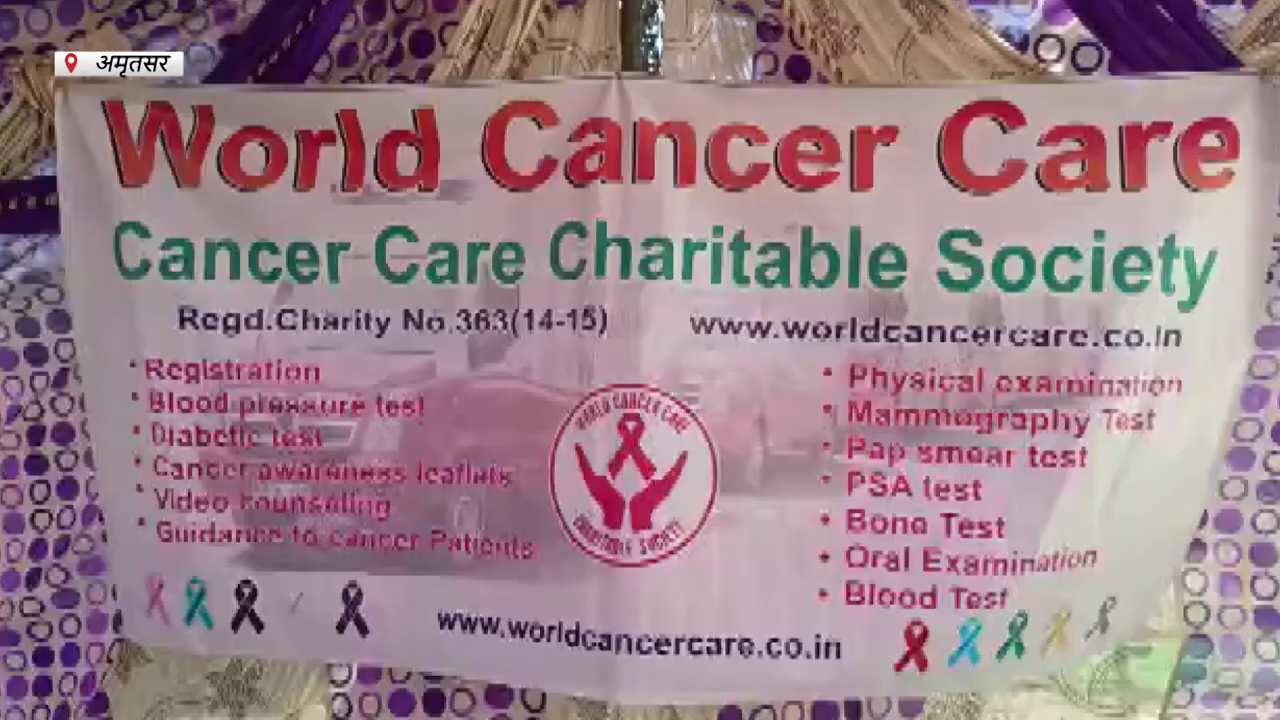 अमृतसर
World Cancer Care
Cancer Care Charitable Society
Regd.Charity No.363(14-15)
www.worldcancercare.co.in
• Registration
• Blood pressure test
• Diabetic test
• Cancer awareness leaflets
• Video counseling
• Guidance to cancer Patients
WORLD CANCER CARE
CHARITABLE SOCIETY
• Physical examination
• Mammography Test
• Pap smear test
• PSA test
• Bone Test
• Oral Examination
• Blood Test
www.worldcancercare.co.in